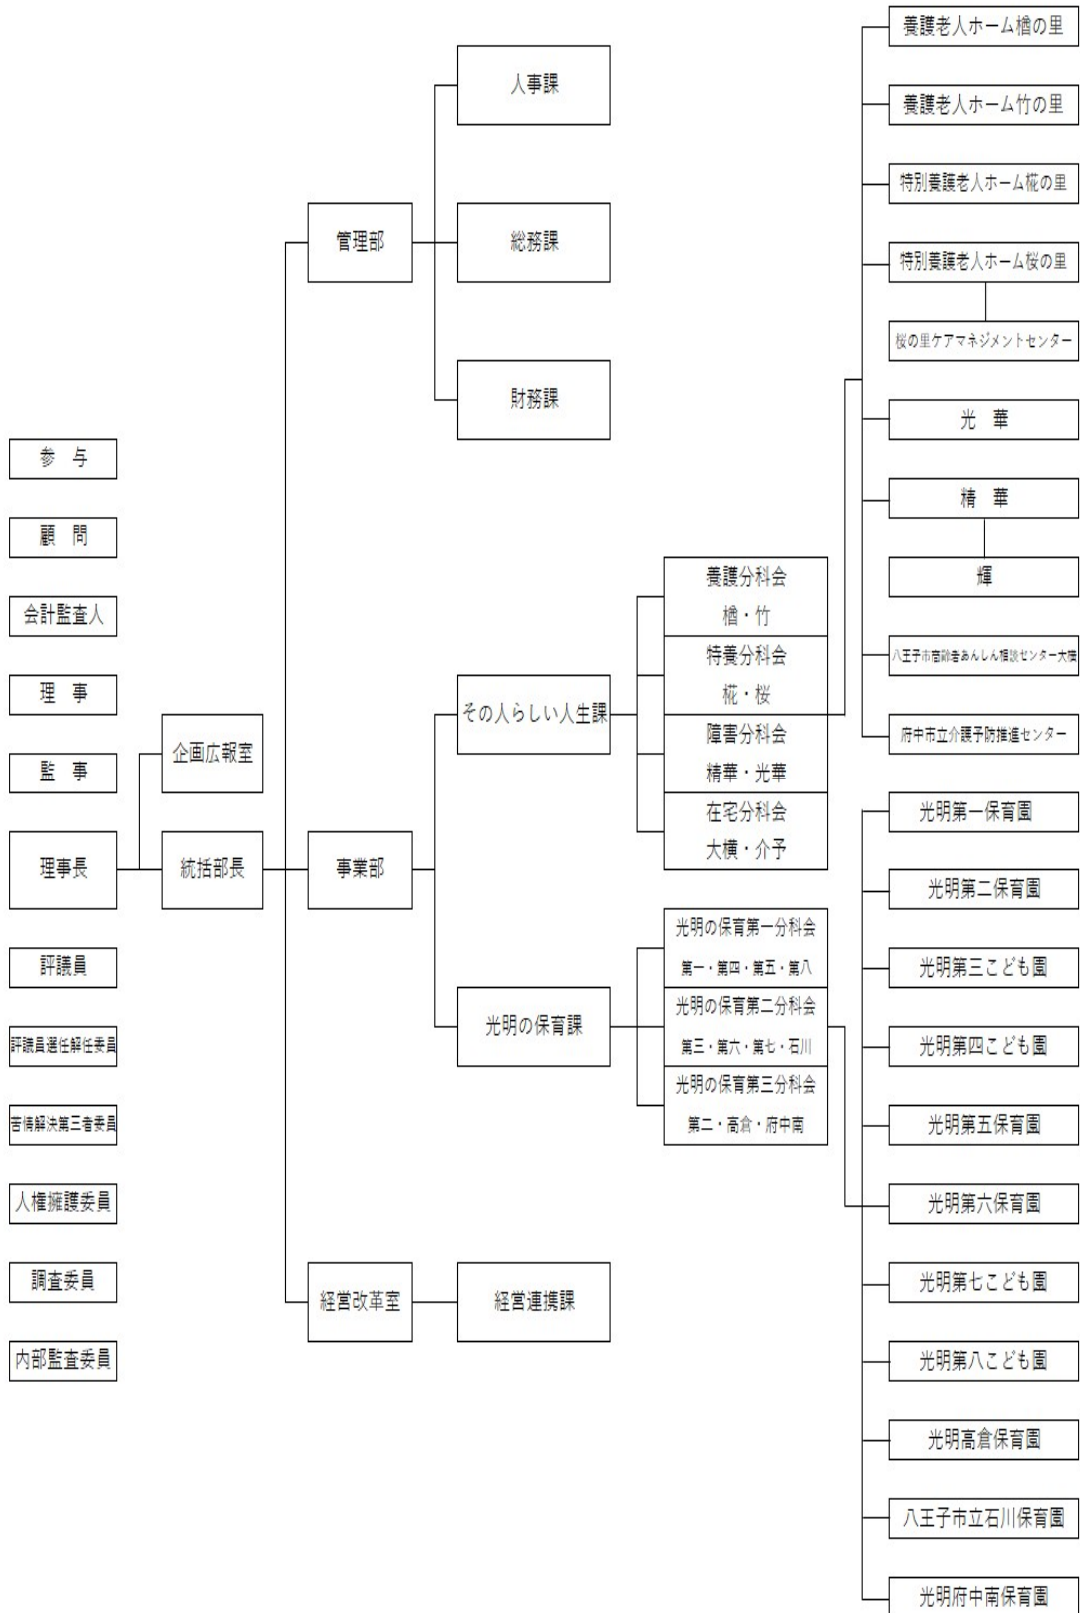 参　与
顧　問
会計監査人
理　事
監　事
理事長
評議員
評議員選任解任委員
苦情解決第三者委員
人権擁護委員
調査委員
内部監査委員
企画広報室
統括部長
管理部
事業部
経営改革室
人事課
総務課
財務課
その人らしい人生課
光明の保育課
経営連携課
養護分科会
楢・竹
特養分科会
椛・桜
障害分科会
精華・光華
在宅分科会
大横・介予
光明の保育第一分科会
第一・第四・第五・第八
光明の保育第二分科会
第三・第六・第七・石川
光明の保育第三分科会
第二・高倉・府中南
養護老人ホーム楢の里
養護老人ホーム竹の里
特別養護老人ホーム椛の里
特別養護老人ホーム桜の里
桜の里ケアマネジメントセンター
光　華
精　華
輝
八王子市高齢者あんしん相談センター大横
府中市立介護予防推進センター
光明第一保育園
光明第二保育園
光明第三こども園
光明第四こども園
光明第五保育園
光明第六保育園
光明第七こども園
光明第八こども園
光明高倉保育園
八王子市立石川保育園
光明府中南保育園